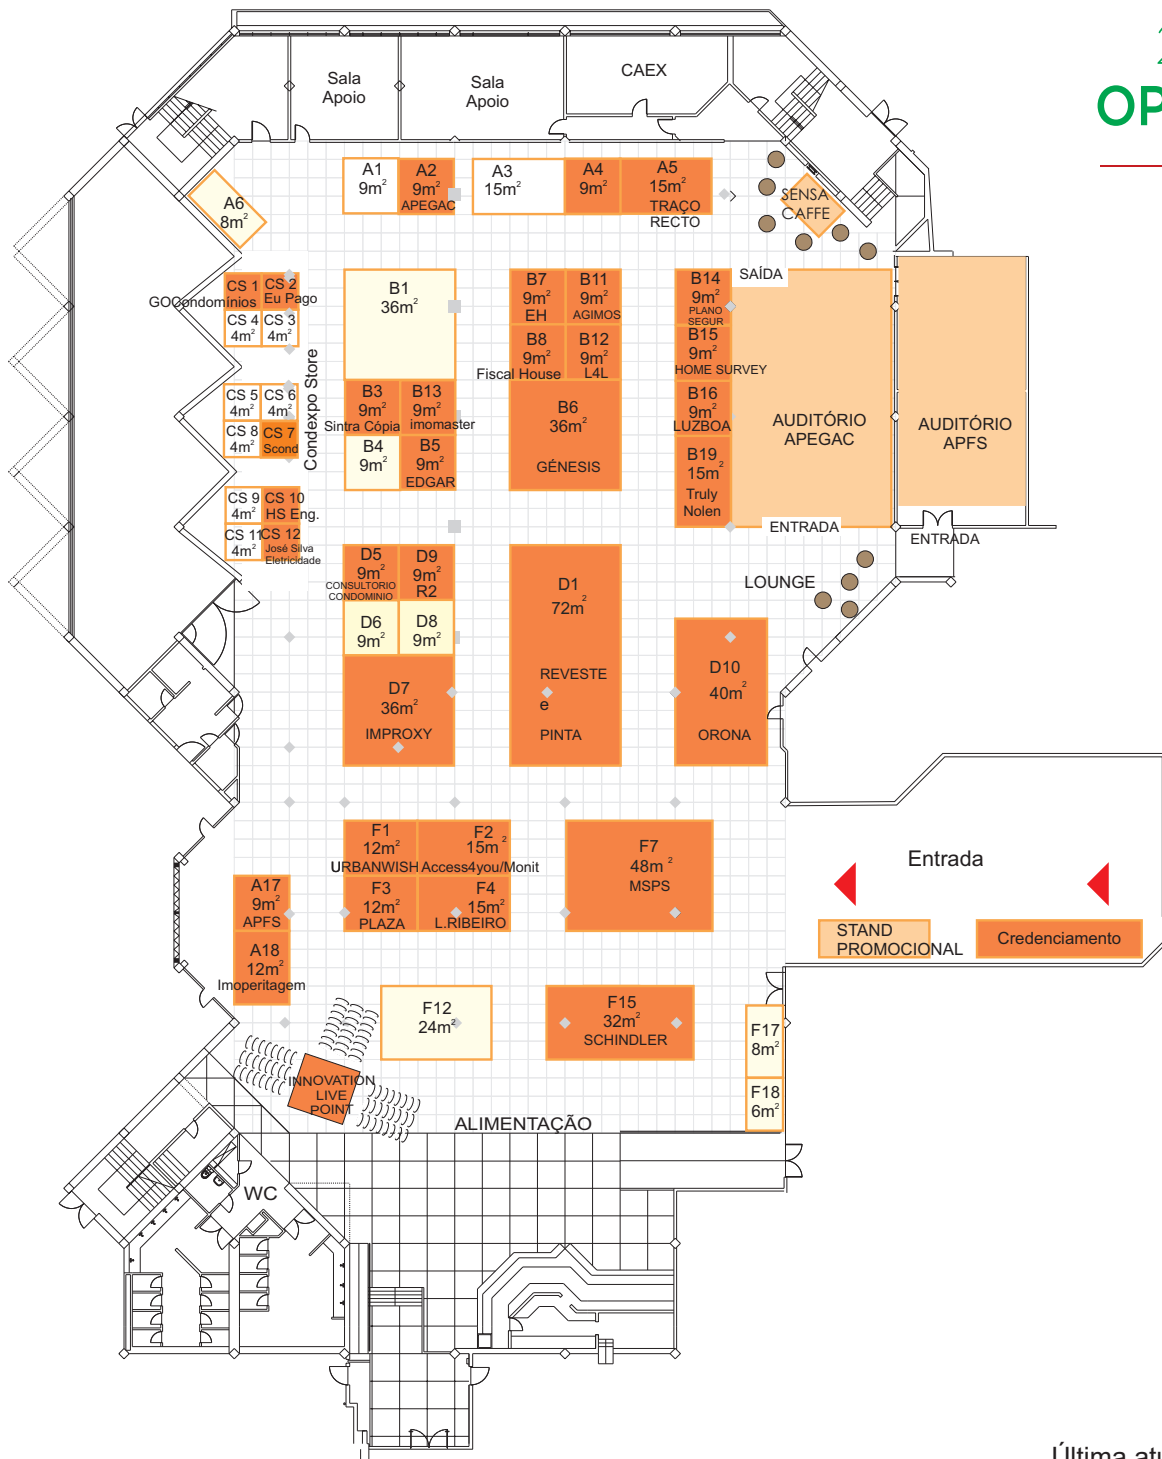 OP
Sala
Apoio
Sala
Apoio
CAEX
A1
9m²
A2
9m²
APEGAC
A3
15m²
A4
9m²
A5
15m²
TRAÇO
RECTO
A6
8m²
SENSA
CAFFE
CS 1
GOCondomínios
CS 2
Eu Pago
CS 4
4m²
CS 3
4m²
CS 5
4m²
CS 6
4m²
CS 8
4m²
CS 7
Scond
CS 9
4m²
CS 10
HS Eng.
CS 11
4m²
CS 12
José Silva
Eletricidade
Condexpo Store
B1
36m²
B3
9m²
Sintra Cópia
B13
9m²
imomaster
B4
9m²
B5
9m²
EDGAR
B7
9m²
EH
B11
9m²
AGIMOS
B8
9m²
Fiscal House
B12
9m²
L4L
B6
36m²
GÉNESIS
B14
9m²
PLANO
SEGUR
B15
9m²
HOME SURVEY
B16
9m²
LUZBOA
B19
15m²
Truly
Nolen
SAÍDA
AUDITÓRIO
APEGAC
ENTRADA
AUDITÓRIO
APFS
ENTRADA
LOUNGE
D5
9m²
CONSULTORIO
CONDOMINIO
D9
9m²
R2
D6
9m²
D8
9m²
D7
36m²
IMPROXY
D1
72m²
REVESTE
e
PINTA
D10
40m²
ORONA
F1
12m²
URBANWISH
F2
15m²
Access4you/Monit
F3
12m²
PLAZA
F4
15m²
L.RIBEIRO
F7
48m²
MSPS
A17
9m²
APFS
A18
12m²
Imoperitagem
Entrada
STAND
PROMOCIONAL
Credenciamento
F12
24m²
F15
32m²
SCHINDLER
F17
8m²
F18
6m²
INNOVATION
LIVE
POINT
ALIMENTAÇÃO
WC